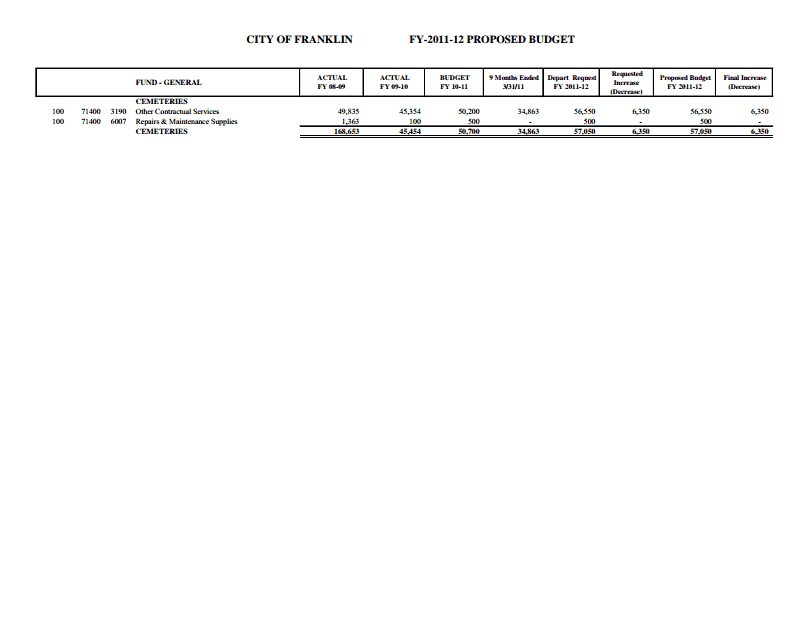 CITY OF FRANKLIN FY-2011-12 PROPOSED BUDGET
FUND - GENERAL ACTUAL FY 08-09 ACTUAL FY 09-10 BUDGET FY 10-11 9 Months Ended 3/31/11 Depart Request FY 2011-12 Requested Increase (Decrease) Proposed Budget FY 2011-12 Final Increase (Decrease)
CEMETERIES
100 71400 3190 Other Contractual Services 49,835 45,354 50,200 34,863 56,550 6,350 56,550 6,350
100 71400 6007 Repairs & Maintenance Supplies 1,363 100 500 - 500 - 500 -
CEMETERIES 168,653 45,454 50,700 34,863 57,050 6,350 57,050 6,350